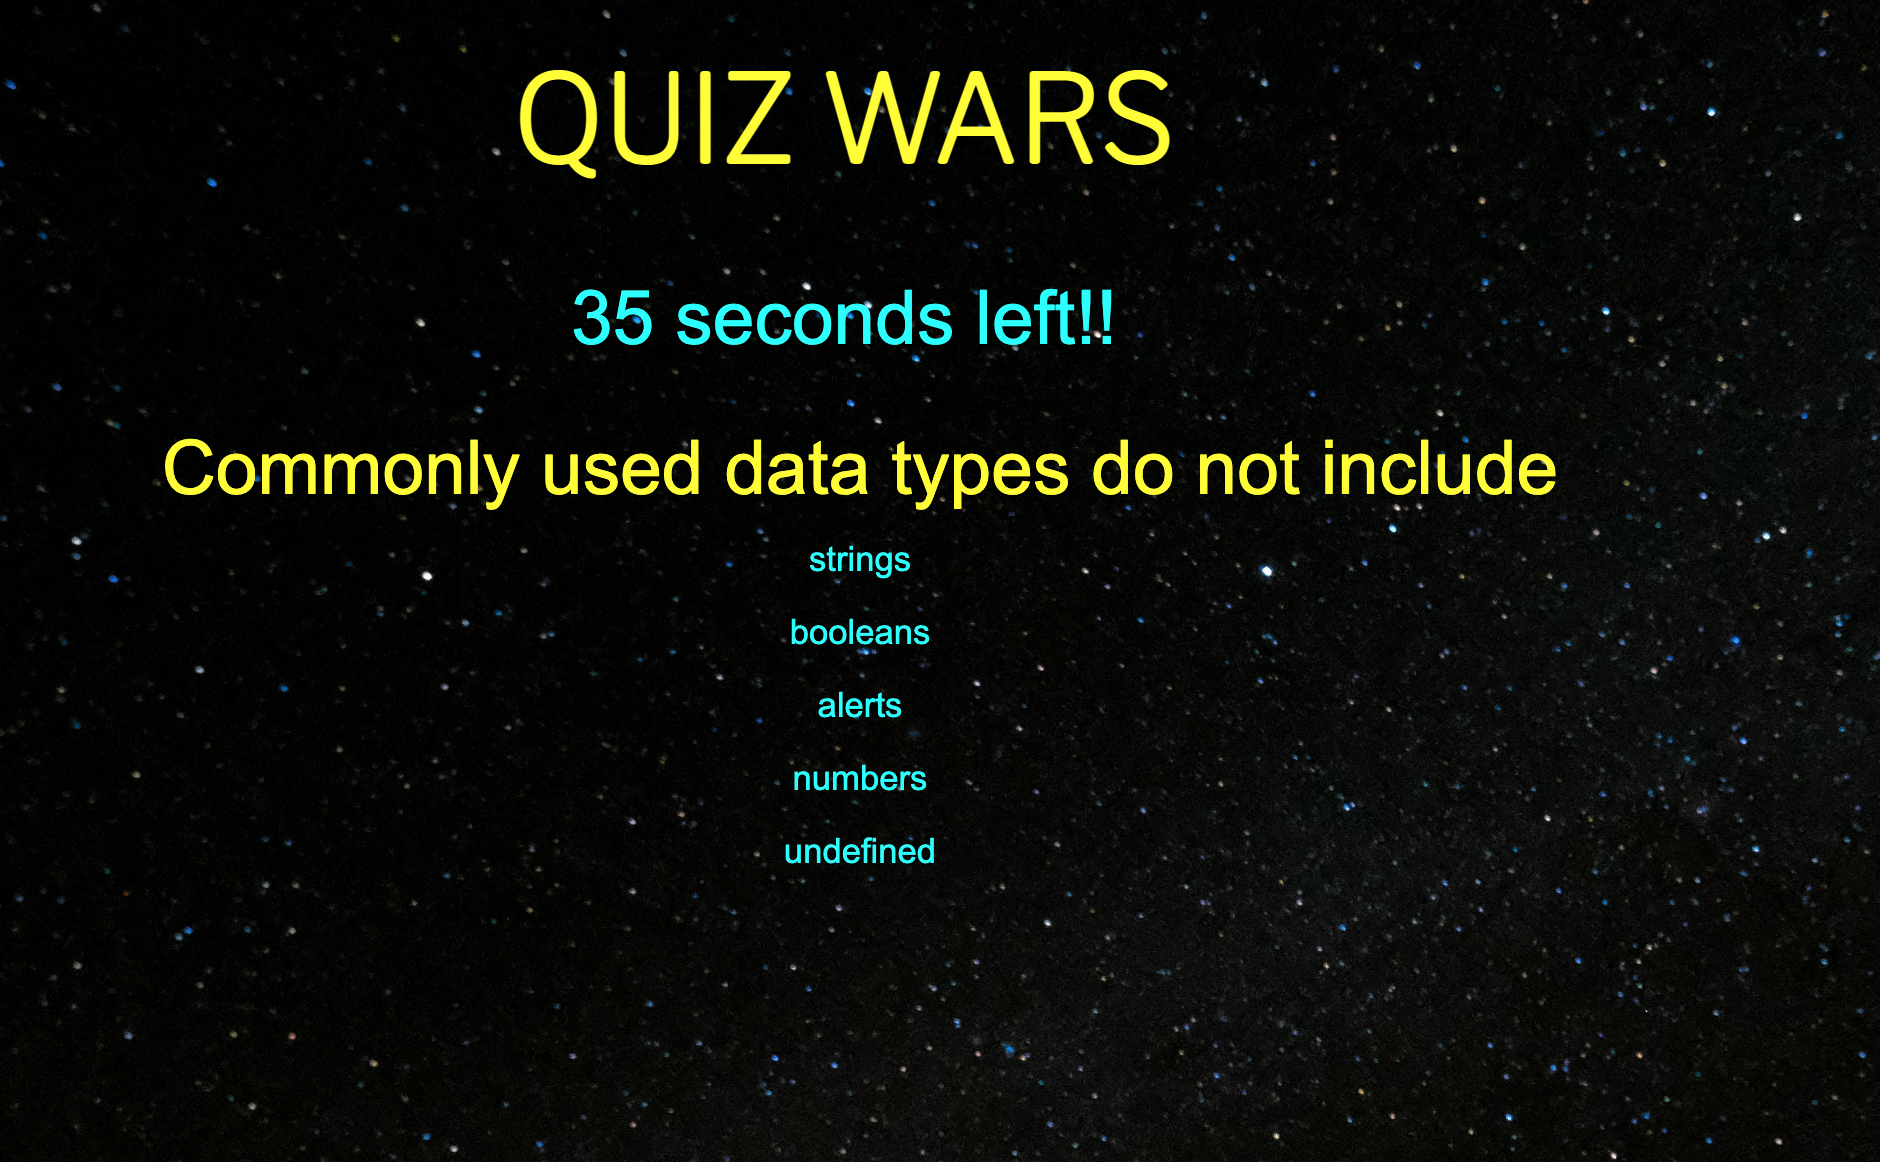 QUIZ WARS
35 seconds left!!
Commonly used data types do not include
strings
booleans
alerts
numbers
undefined